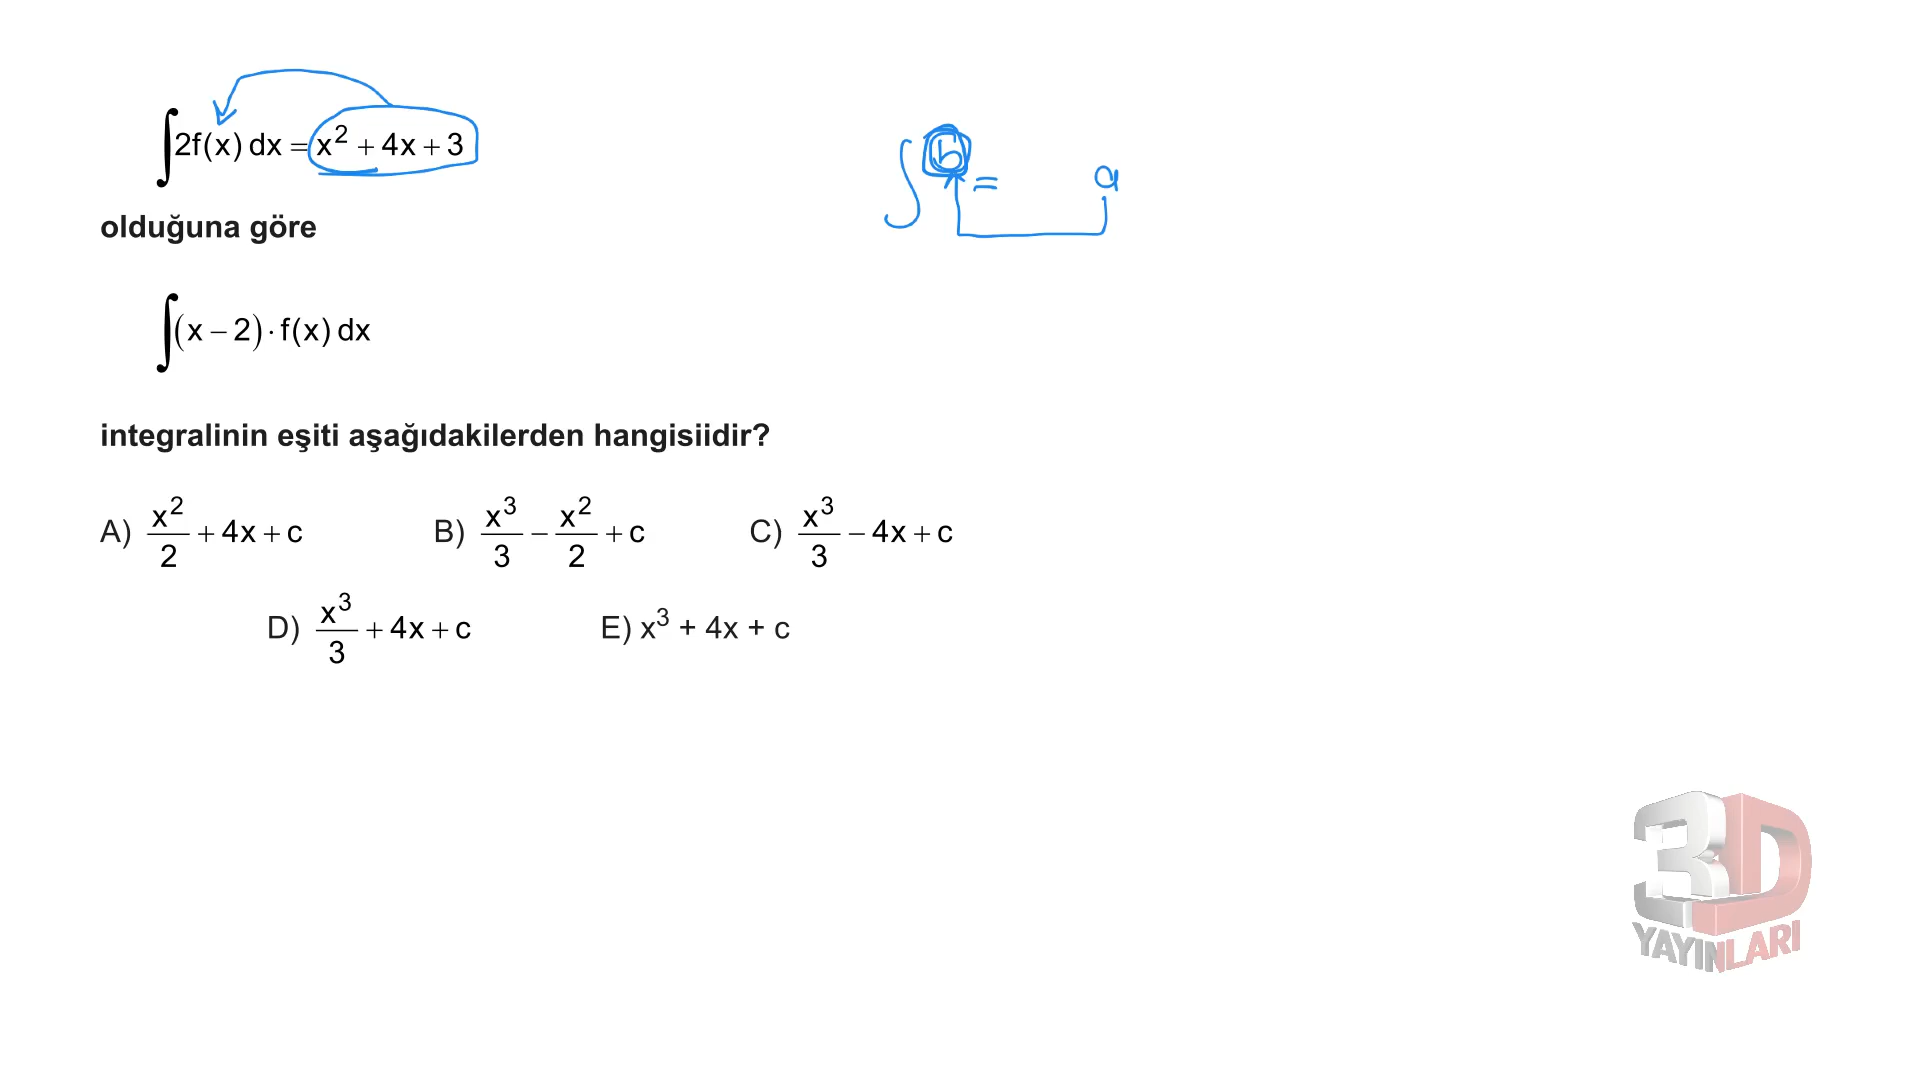 ∫2f(x) dx = x² + 4x + 3
∫ b = a
olduğuna göre
∫(x − 2) · f(x) dx
integralinin eşiti aşağıdakilerden hangisiidir?
A) x²/2 + 4x + c B) x³/3 − x²/2 + c C) x³/3 − 4x + c
D) x³/3 + 4x + c E) x³ + 4x + c
3D
YAYINLARI